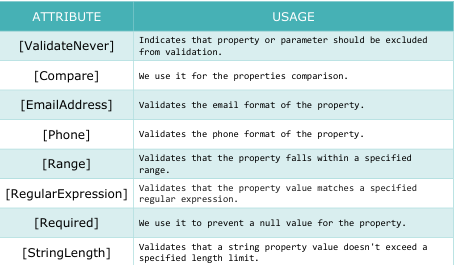 ATTRIBUTE USAGE
[ValidateNever] Indicates that property or parameter should be excluded
from validation.
[Compare] We use it for the properties comparison.
[EmailAddress] Validates the email format of the property.
[Phone] Validates the phone format of the property.
[Range] Validates that the property falls within a specified
range.
[RegularExpression] Validates that the property value matches a specified
regular expression.
[Required] We use it to prevent a null value for the property.
[StringLength] Validates that a string property value doesn't exceed a
specified length limit.